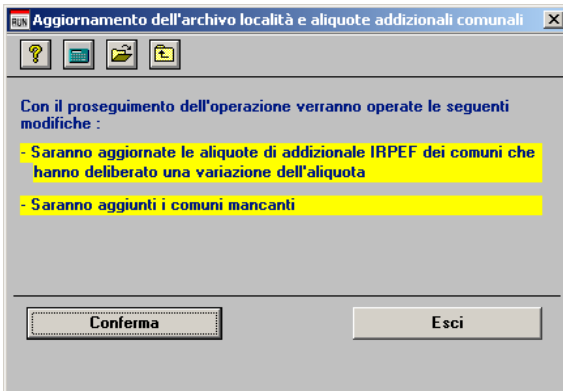 RUN Aggiornamento dell'archivio località e aliquote addizionali comunali
Con il proseguimento dell'operazione verranno operate le seguenti
modifiche :
- Saranno aggiornate le aliquote di addizionale IRPEF dei comuni che
hanno deliberato una variazione dell'aliquota
- Saranno aggiunti i comuni mancanti
Conferma
Esci